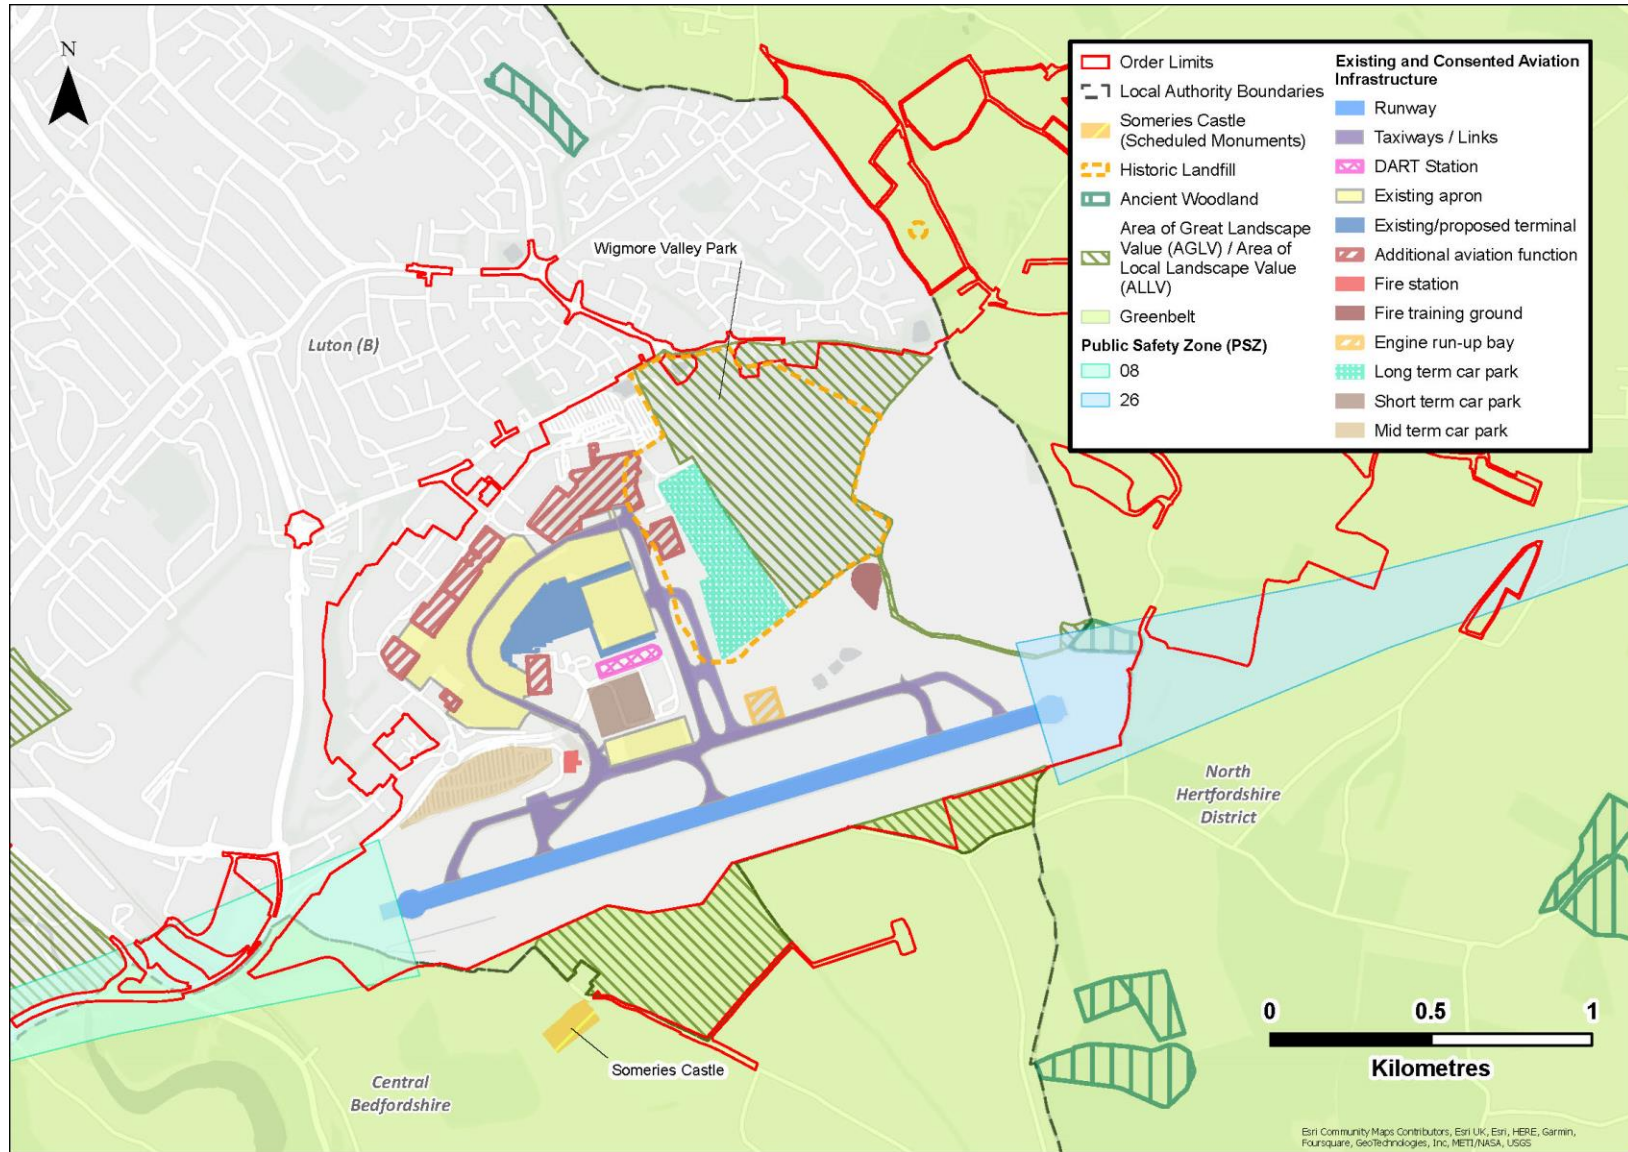 N
Wigmore Valley Park
Luton (B)
North
Hertfordshire
District
Someries Castle
Central
Bedfordshire
Order Limits
Local Authority Boundaries
Someries Castle
(Scheduled Monuments)
Historic Landfill
Ancient Woodland
Area of Great Landscape
Value (AGLV) / Area of
Local Landscape Value
(ALLV)
Greenbelt
Public Safety Zone (PSZ)
08
26
Existing and Consented Aviation
Infrastructure
Runway
Taxiways / Links
DART Station
Existing apron
Existing/proposed terminal
Additional aviation function
Fire station
Fire training ground
Engine run-up bay
Long term car park
Short term car park
Mid term car park
0 0.5 1
Kilometres
Esri Community Maps Contributors, Esri UK, Esri, HERE, Garmin,
Foursquare, GeoTechnologies, Inc, METI/NASA, USGS